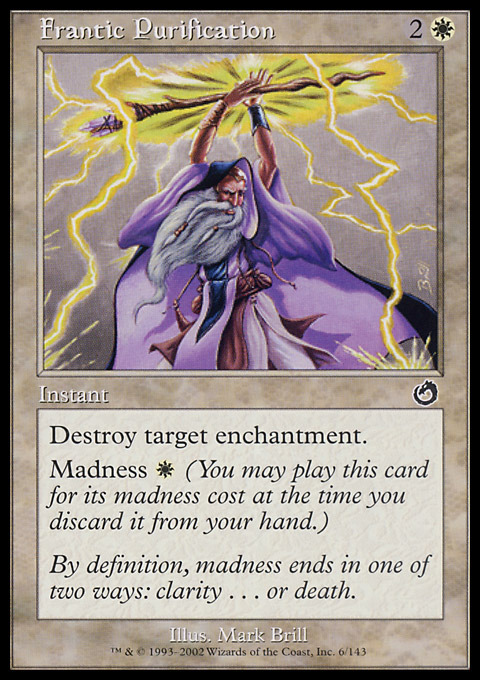 Frantic Purification 2
Instant
Destroy target enchantment.
Madness (You may play this card
for its madness cost at the time you
discard it from your hand.)
By definition, madness ends in one of
two ways: clarity . . . or death.
Illus. Mark Brill
™ & © 1993–2002 Wizards of the Coast, Inc. 6/143